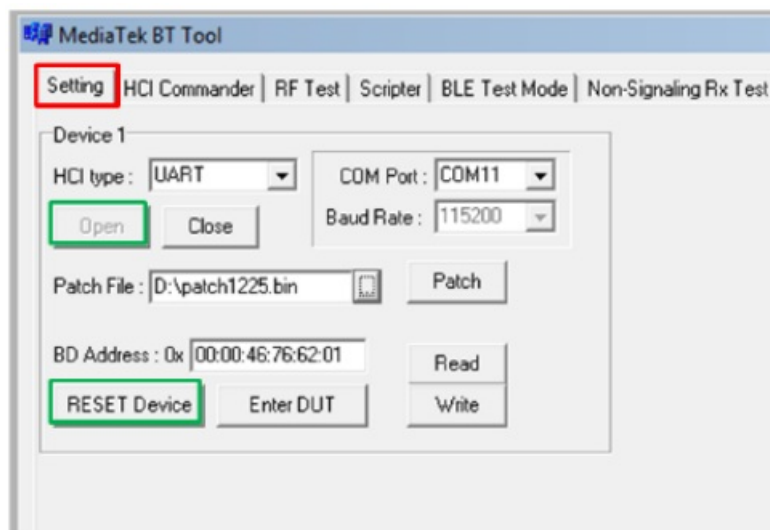 MediaTek BT Tool
Setting HCI Commander RF Test Scripter BLE Test Mode Non-Signaling Rx Test
Device 1
HCI type : UART COM Port : COM11
Open Close Baud Rate : 115200
Patch File : D:\patch1225.bin Patch
BD Address : 0x 00:00:46:76:62:01 Read
RESET Device Enter DUT Write